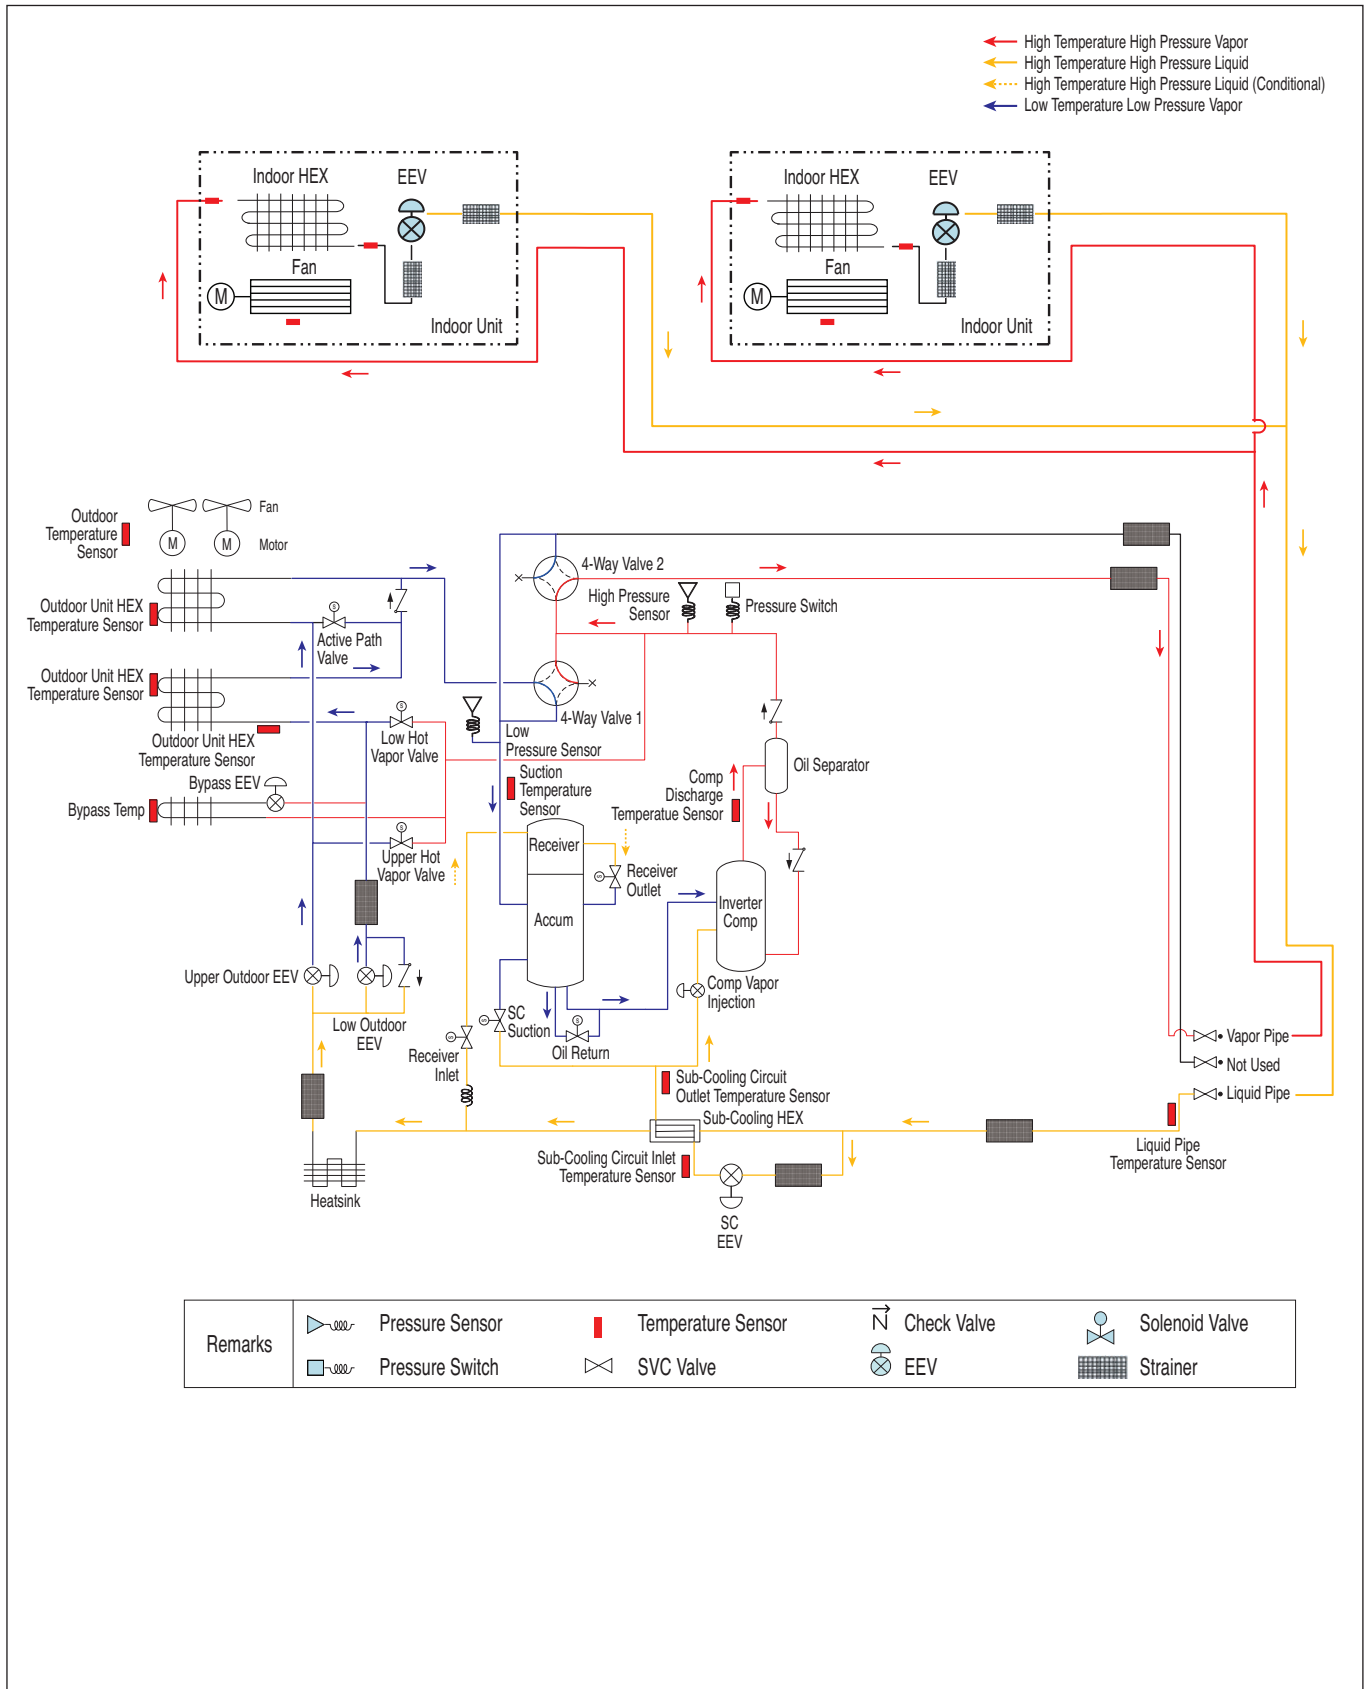 High Temperature High Pressure Vapor
High Temperature High Pressure Liquid
High Temperature High Pressure Liquid (Conditional)
Low Temperature Low Pressure Vapor
Indoor HEX
EEV
Fan
M
Indoor Unit
Indoor HEX
EEV
Fan
M
Indoor Unit
Outdoor
Temperature
Sensor
Fan
M
M
Motor
Outdoor Unit HEX
Temperature Sensor
S
Active Path
Valve
Outdoor Unit HEX
Temperature Sensor
Outdoor Unit HEX
Temperature Sensor
S
Low Hot
Vapor Valve
Bypass EEV
Bypass Temp
S
Upper Hot
Vapor Valve
4-Way Valve 2
High Pressure
Sensor
Pressure Switch
4-Way Valve 1
Low
Pressure Sensor
Suction
Temperature
Sensor
Comp
Discharge
Temperatue Sensor
Oil Separator
Receiver
S
Receiver
Outlet
Accum
Inverter
Comp
Upper Outdoor EEV
Low Outdoor
EEV
S
SC
Suction
S
Oil Return
Comp Vapor
Injection
S
Receiver
Inlet
Vapor Pipe
Not Used
Liquid Pipe
Sub-Cooling Circuit
Outlet Temperature Sensor
Sub-Cooling HEX
Sub-Cooling Circuit Inlet
Temperature Sensor
Liquid Pipe
Temperature Sensor
Heatsink
SC
EEV
Remarks
Pressure Sensor
Temperature Sensor
Check Valve
Solenoid Valve
Pressure Switch
SVC Valve
EEV
Strainer